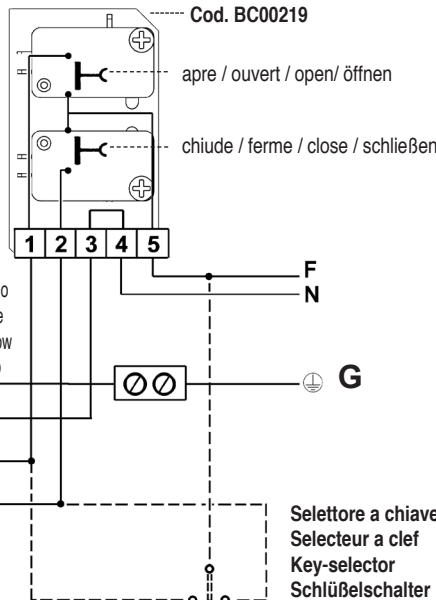 Cod. BC00219
apre / ouvert / open/ öffnen
chiude / ferme / close / schließen
1 2 3 4 5
F
N
G
Selettore a chiave
Selecteur a clef
Key-selector
Schlüßelschalter